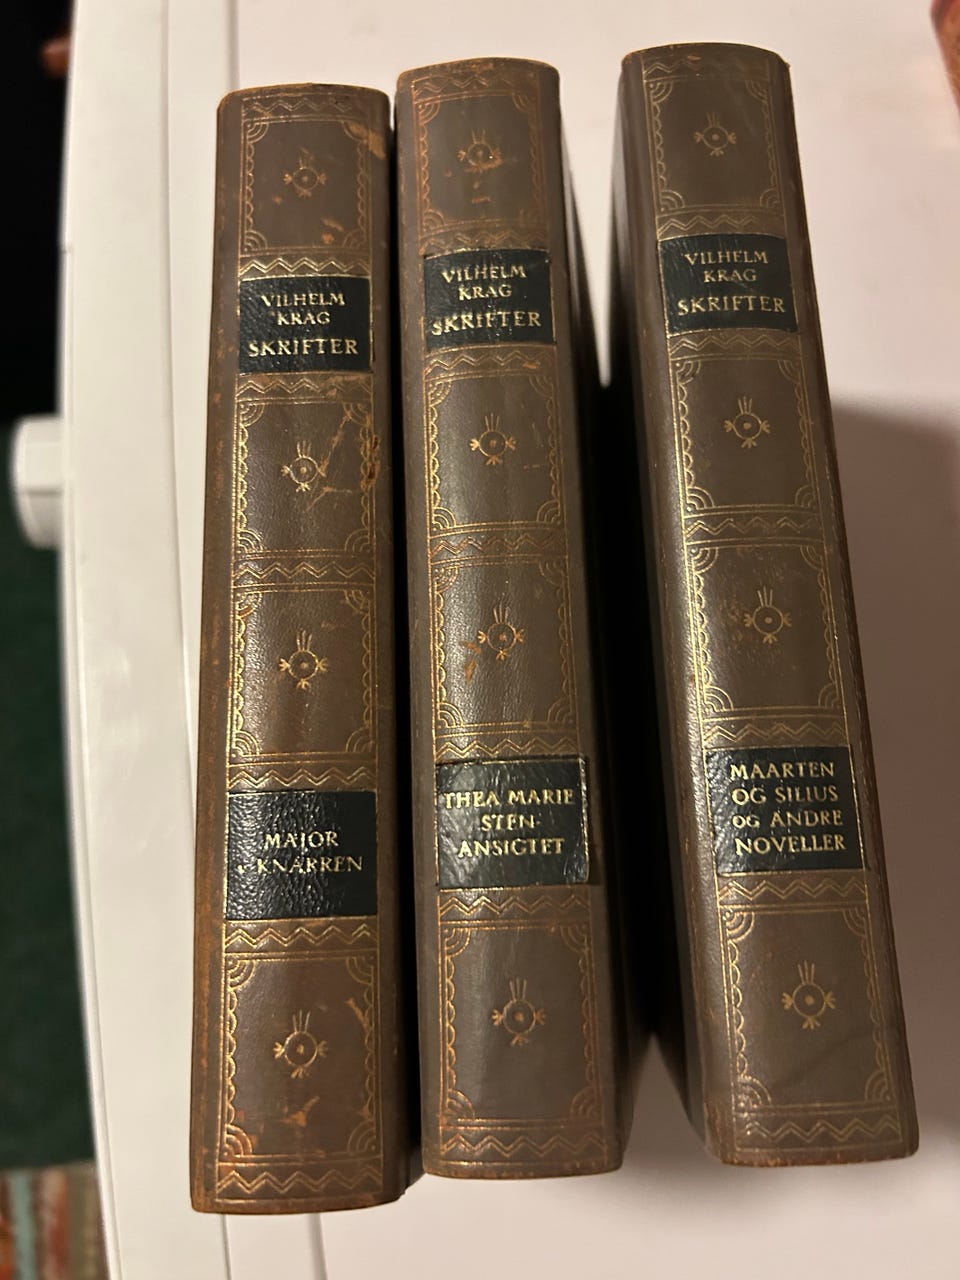 VILHELM
KRAG
SKRIFTER
MAJOR
v. KNARREN
VILHELM
KRAG
SKRIFTER
THEA MARIE
STEN-
ANSIGTET
VILHELM
KRAG
SKRIFTER
MAARTEN
OG SILIUS
OG ANDRE
NOVELLER